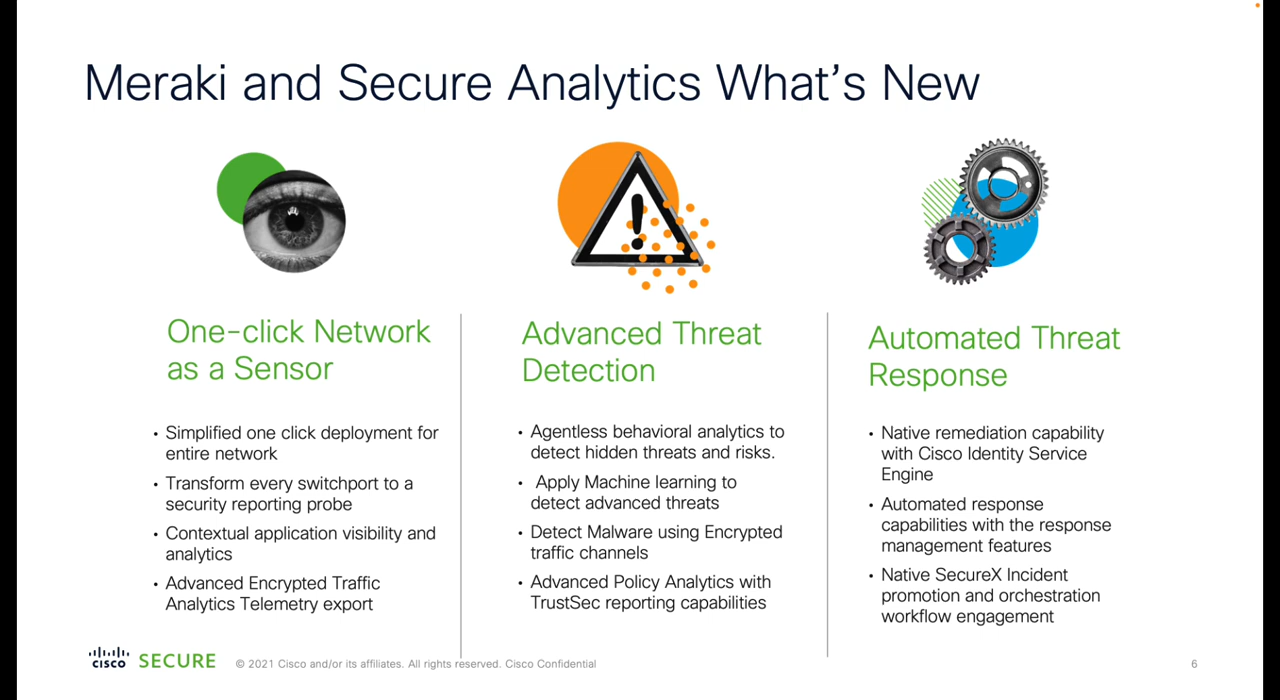 Meraki and Secure Analytics What's New
One-click Network
as a Sensor
• Simplified one click deployment for
entire network
• Transform every switchport to a
security reporting probe
• Contextual application visibility and
analytics
• Advanced Encrypted Traffic
Analytics Telemetry export
Advanced Threat
Detection
• Agentless behavioral analytics to
detect hidden threats and risks.
• Apply Machine learning to
detect advanced threats
• Detect Malware using Encrypted
traffic channels
• Advanced Policy Analytics with
TrustSec reporting capabilities
Automated Threat
Response
• Native remediation capability
with Cisco Identity Service
Engine
• Automated response
capabilities with the response
management features
• Native SecureX Incident
promotion and orchestration
workflow engagement
CISCO SECURE © 2021 Cisco and/or its affiliates. All rights reserved. Cisco Confidential 6